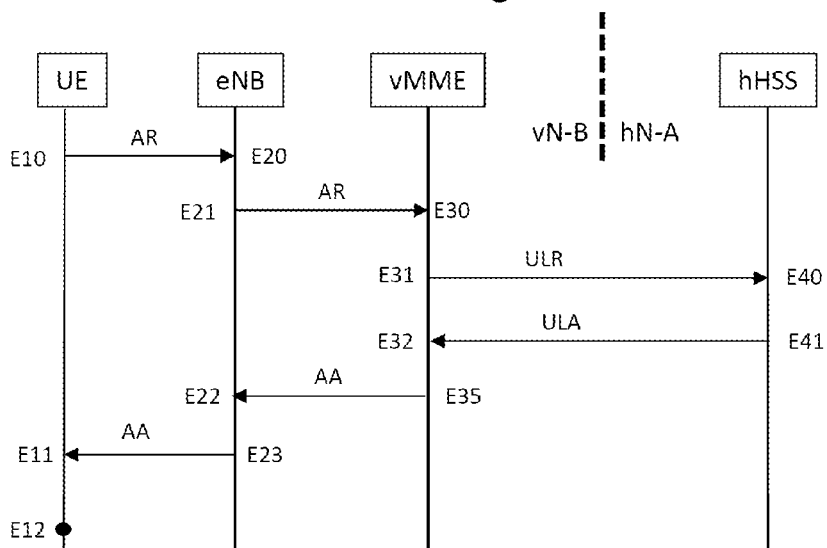 UE eNB vMME hHSS
vN-B hN-A
AR
E10 E20
AR
E21 E30
ULR
E31 E40
ULA
E32 E41
AA
E22 E35
AA
E11 E23
E12